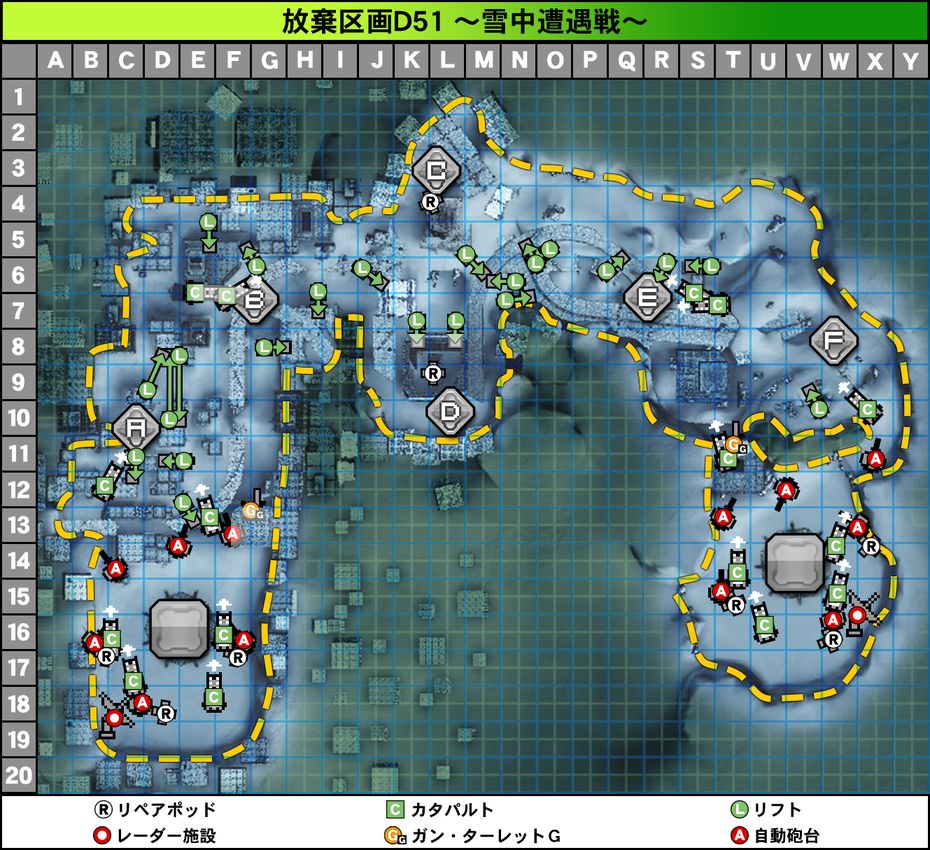 放棄区画D51 ～雪中遭遇戦～
A B C D E F G H I J K L M N O P Q R S T U V W X Y
1
2
C
3
4
R
L
5
L L L L
6
L L L L L L L
C C B E C C
7
L L
L L
8
L L F
9
L R
L C
10
L A D
11
L L G G C A
12
C A
L
13
C G G A A A
A C R
14
A C
15
A R C
C
16
A C C A A
R R R
17
C
18
C A R
19
20
R リペアポッド C カタパルト L リフト
レーダー施設 G G ガン・ターレットG A 自動砲台